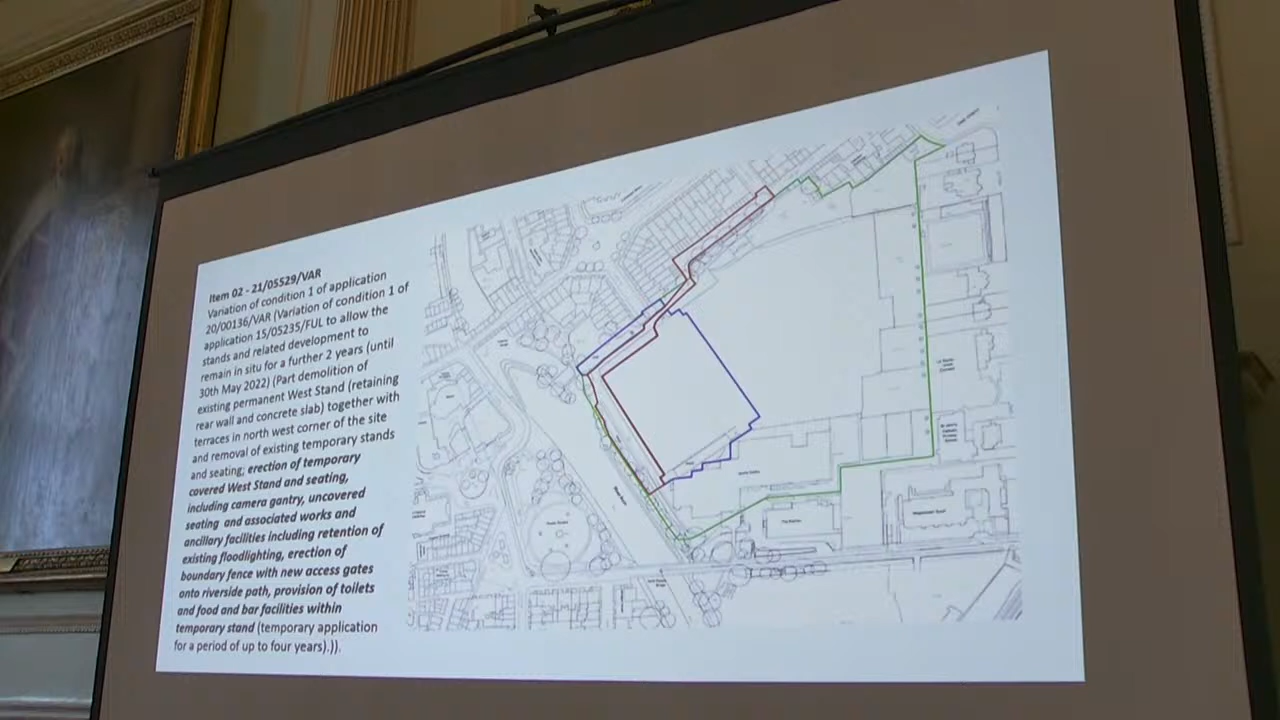 Item 02 - 21/05529/VAR
Variation of condition 1 of application
20/00136/VAR (Variation of condition 1 of
application 15/05235/FUL to allow the
stands and related development to
remain in situ for a further 2 years (until
30th May 2022) (Part demolition of
existing permanent West Stand (retaining
rear wall and concrete slab) together with
terraces in north west corner of the site
and removal of existing temporary stands
and seating; erection of temporary
covered West Stand and seating,
including camera gantry, uncovered
seating and associated works and
ancillary facilities including retention of
existing floodlighting, erection of
boundary fence with new access gates
onto riverside path, provision of toilets
and food and bar facilities within
temporary stand (temporary application
for a period of up to four years).)).